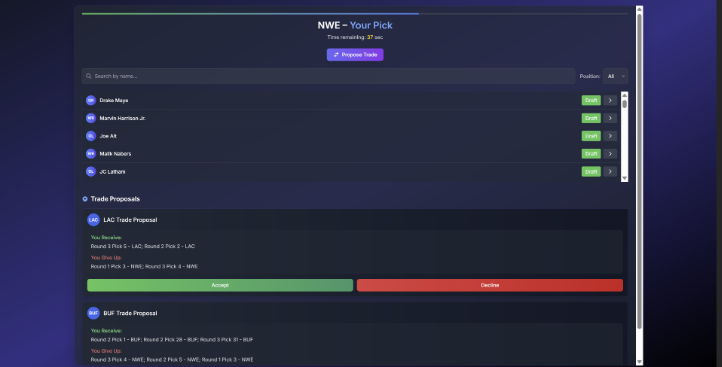 NWE – Your Pick
Time remaining: 37 sec
Propose Trade
Search by name...
Position: All
Drake Maye Draft
WR Marvin Harrison Jr. Draft
OL Joe Alt Draft
WR Malik Nabers Draft
OL JC Latham Draft
Trade Proposals
LAC LAC Trade Proposal
You Receive:
Round 3 Pick 5 - LAC; Round 2 Pick 2 - LAC
You Give Up:
Round 1 Pick 3 - NWE; Round 3 Pick 4 - NWE
Accept Decline
BUF BUF Trade Proposal
You Receive:
Round 2 Pick 1 - BUF; Round 2 Pick 28 - BUF; Round 3 Pick 31 - BUF
You Give Up:
Round 3 Pick 4 - NWE; Round 2 Pick 5 - NWE; Round 1 Pick 3 - NWE